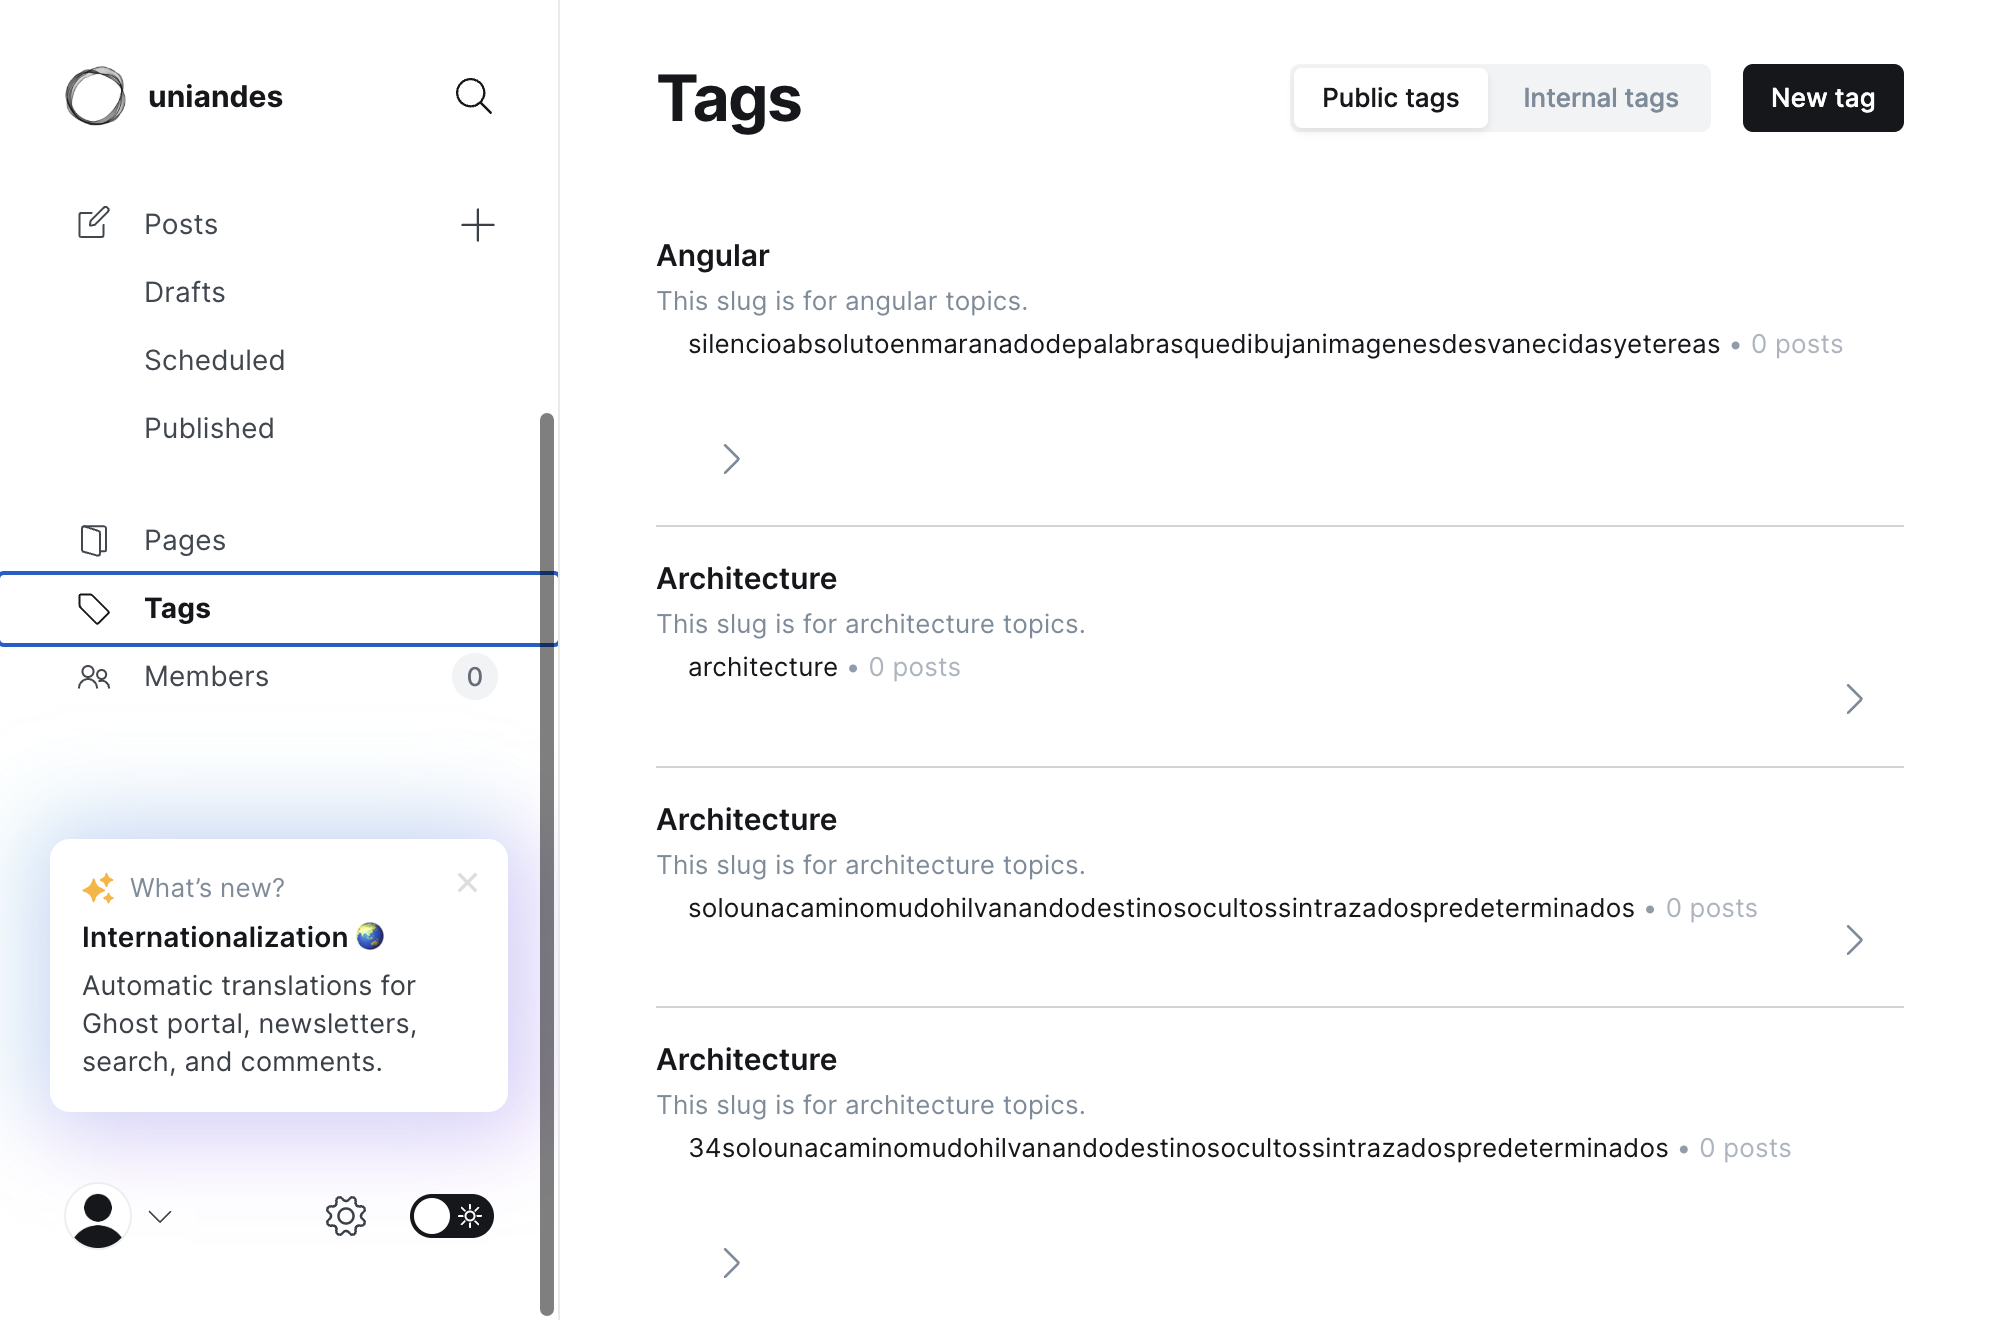 uniandes
Posts
Drafts
Scheduled
Published
Pages
Tags
Members
0
What's new?
Internationalization
Automatic translations for
Ghost portal, newsletters,
search, and comments.
Tags
Public tags
Internal tags
New tag
Angular
This slug is for angular topics.
silencioabsolutoenmaranadodepalabrasquedibujanimagenesdesvanecidasyetereas • 0 posts
Architecture
This slug is for architecture topics.
architecture • 0 posts
Architecture
This slug is for architecture topics.
solounacaminomudohilvanandodestinosocultossintrazadospredeterminados • 0 posts
Architecture
This slug is for architecture topics.
34solounacaminomudohilvanandodestinosocultossintrazadospredeterminados • 0 posts